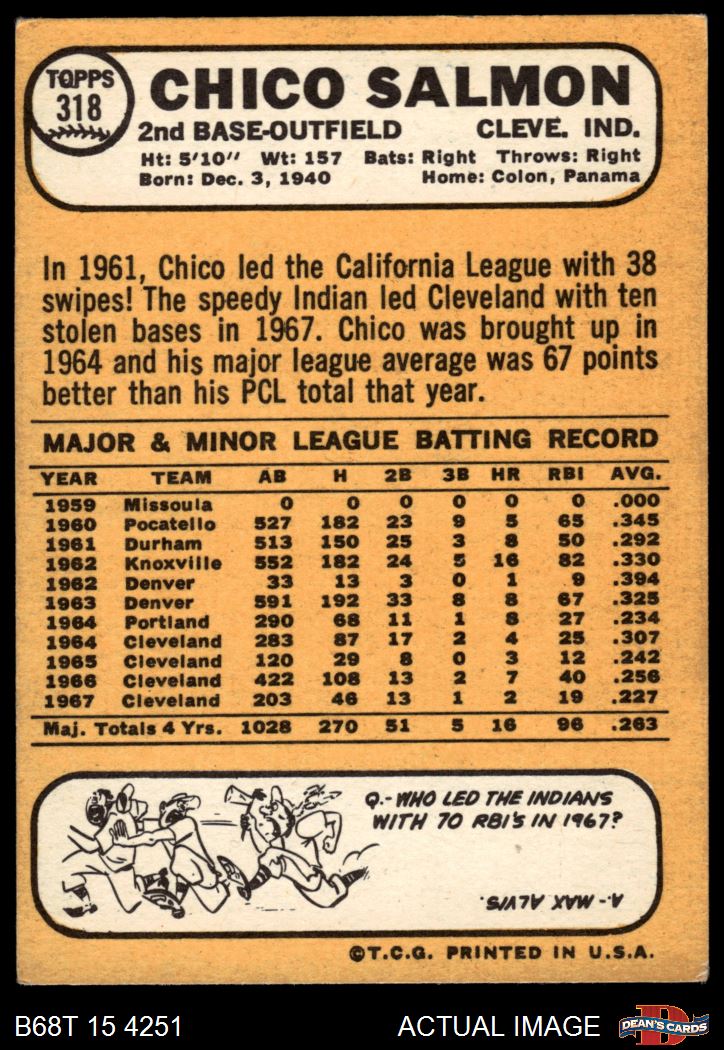 TOPPS
318
CHICO SALMON
2nd BASE-OUTFIELD CLEVE. IND.
Ht: 5'10" Wt: 157 Bats: Right Throws: Right
Born: Dec. 3, 1940 Home: Colon, Panama
In 1961, Chico led the California League with 38
swipes! The speedy Indian led Cleveland with ten
stolen bases in 1967. Chico was brought up in
1964 and his major league average was 67 points
better than his PCL total that year.
MAJOR & MINOR LEAGUE BATTING RECORD
YEAR TEAM AB H 2B 3B HR RBI AVG.
1959 Missoula 0 0 0 0 0 0 .000
1960 Pocatello 527 182 23 9 5 65 .345
1961 Durham 513 150 25 3 8 50 .292
1962 Knoxville 552 182 24 5 16 82 .330
1962 Denver 33 13 3 0 1 9 .394
1963 Denver 591 192 33 8 8 67 .325
1964 Portland 290 68 11 1 8 27 .234
1964 Cleveland 283 87 17 2 4 25 .307
1965 Cleveland 120 29 8 0 3 12 .242
1966 Cleveland 422 108 13 2 7 40 .256
1967 Cleveland 203 46 13 1 2 19 .227
Maj. Totals 4 Yrs. 1028 270 51 5 16 96 .263
Q.- WHO LED THE INDIANS
WITH 70 RBI'S IN 1967?
A.- MAX ALVIS.
©T.C.G. PRINTED IN U.S.A.
B68T 15 4251 ACTUAL IMAGE D DEAN'S CARDS